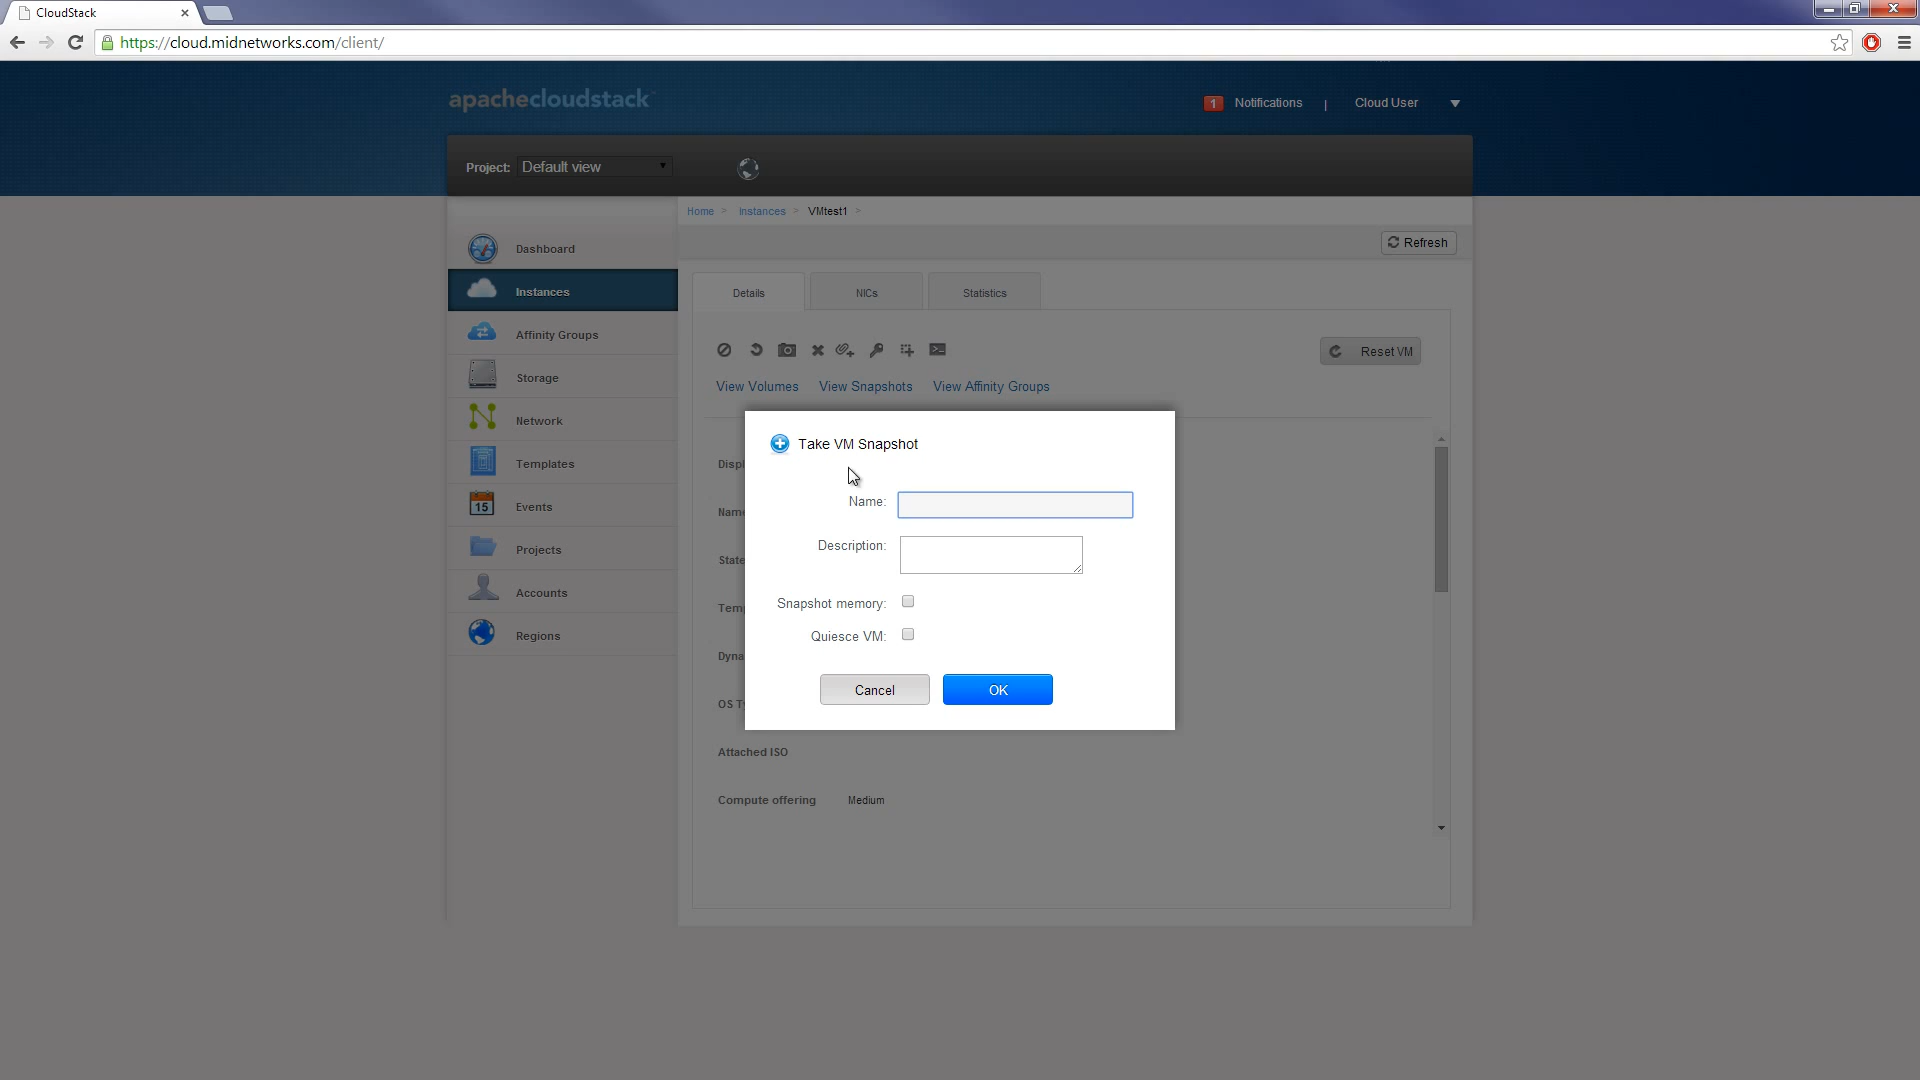 CloudStack
https://cloud.midnetworks.com/client/
apachecloudstack
1 Notifications | Cloud User
Project: Default view
Home > Instances > VMtest1 >
Refresh
Dashboard
Instances
Affinity Groups
Storage
Network
Templates
Events
15
Projects
Accounts
Regions
Details
NICs
Statistics
Reset VM
View Volumes View Snapshots View Affinity Groups
Take VM Snapshot
Name:
Description:
Snapshot memory:
Quiesce VM:
Cancel
OK
Displ
Name
State
Temp
Dyna
OS Ty
Attached ISO
Compute offering Medium